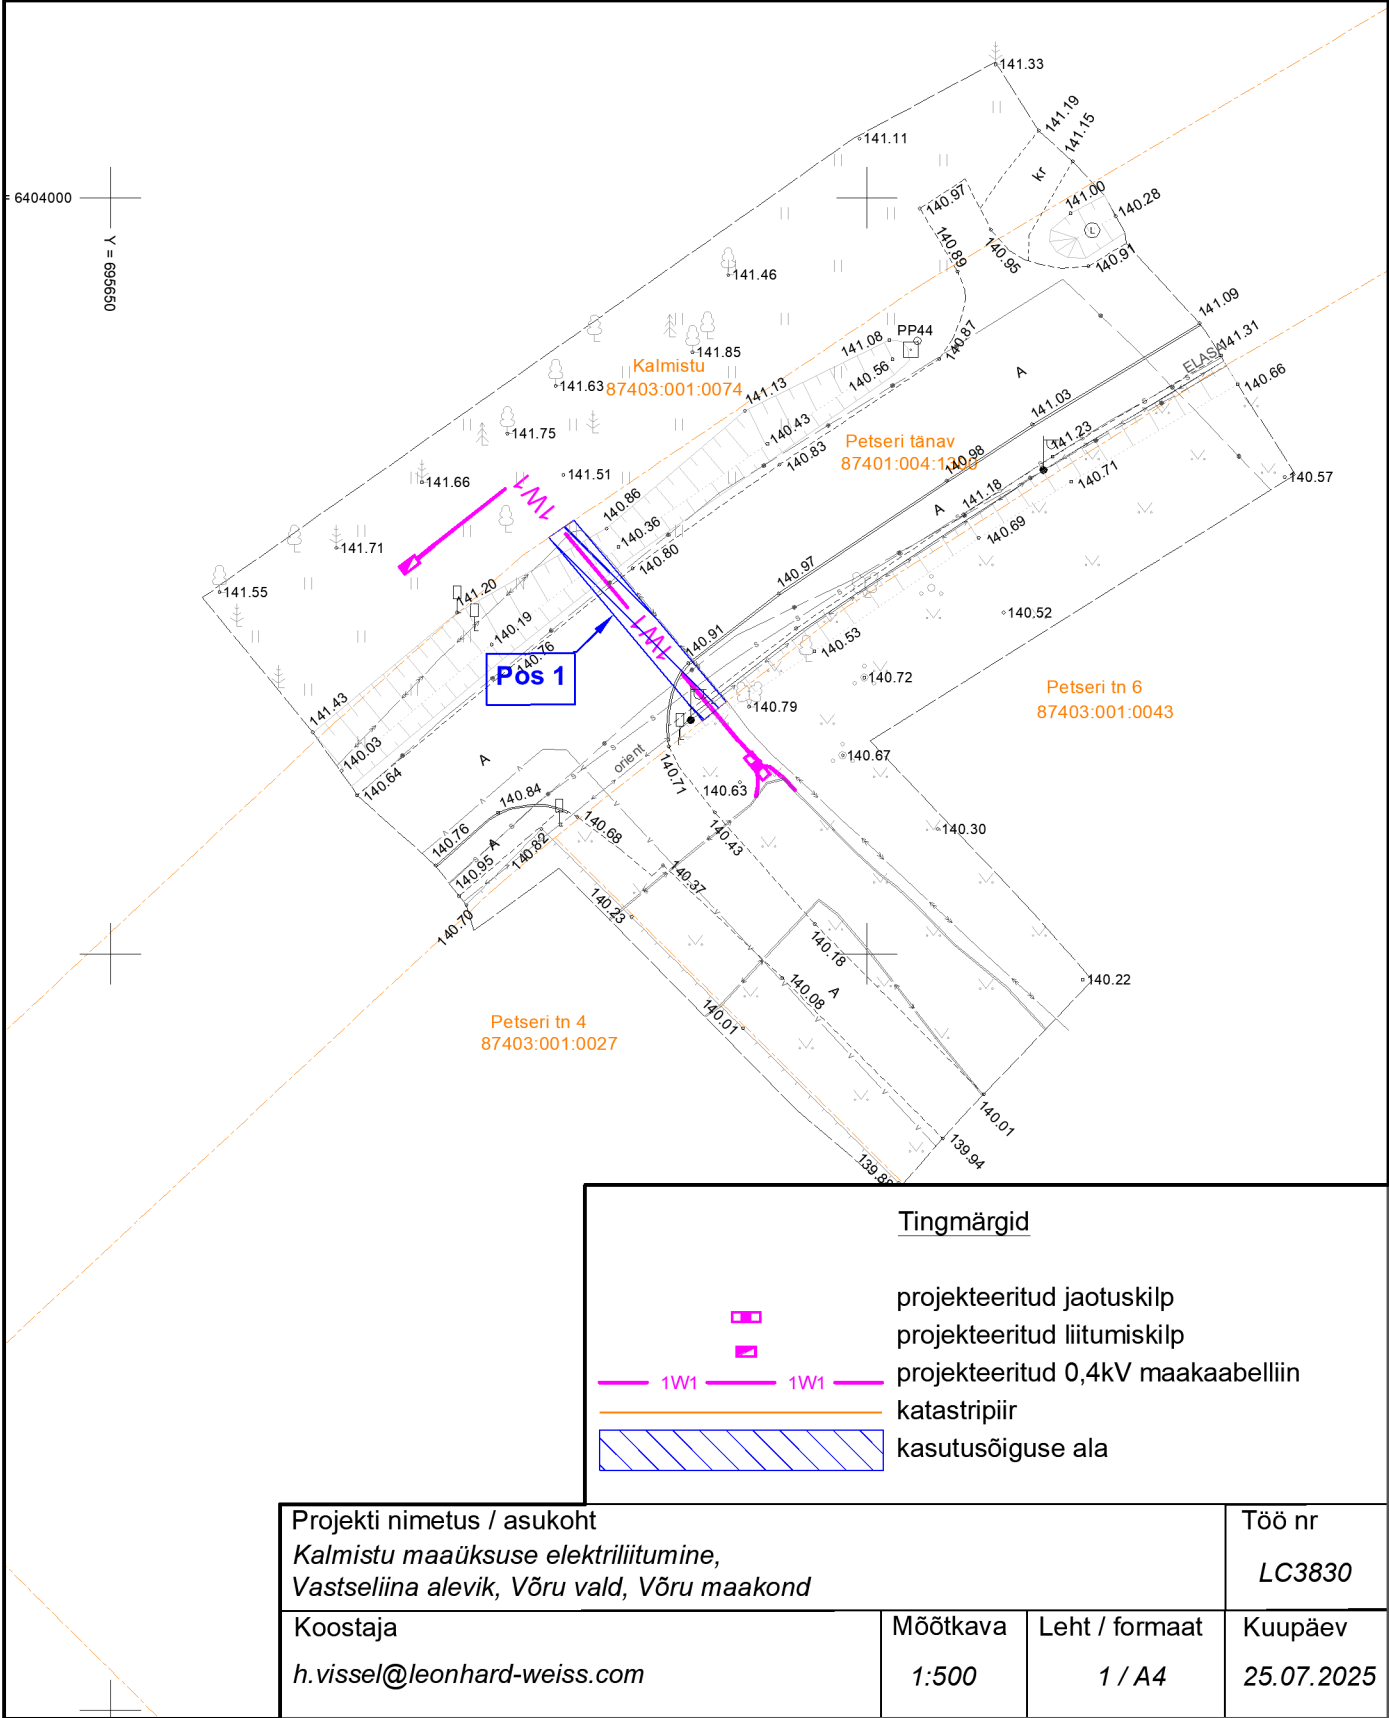 141.33
141.19
141.15
141.11
kr
= 6404000
140.97
141.00
140.28
Y = 695650
140.89
140.95
140.91
141.46
141.09
141.08
PP44
140.87
141.31
141.85
ELASA
Kalmistu
87403:001:0074
140.56
A
141.63
141.13
140.66
141.03
141.75
140.43
Petseri tänav
141.23
140.83
140.98
141.51
140.71
140.57
141.66
1W1
140.86
141.18
A
140.36
140.69
141.71
140.80
140.97
141.55
141.20
140.52
140.19
1W1
140.91
140.53
140.76
Pos 1
140.72
Petseri tn 6
87403:001:0043
141.43
140.79
140.03
A
orient
140.71
140.67
140.64
140.63
140.84
140.76
A
140.68
140.43
140.30
140.95
140.82
140.37
140.23
140.70
140.18
140.08
A
140.22
140.01
Petseri tn 4
87403:001:0027
140.01
139.94
Tingmärgid
projekteeritud jaotuskilp
projekteeritud liitumiskilp
1W1 1W1 projekteeritud 0,4kV maakaabelliin
katastripiir
kasutusõiguse ala
Projekti nimetus / asukoht
Kalmistu maaüksuse elektriliitumine,
Vastseliina alevik, Võru vald, Võru maakond
Töö nr
LC3830
Koostaja
h.vissel@leonhard-weiss.com
Mõõtkava
1:500
Leht / formaat
1 / A4
Kuupäev
25.07.2025